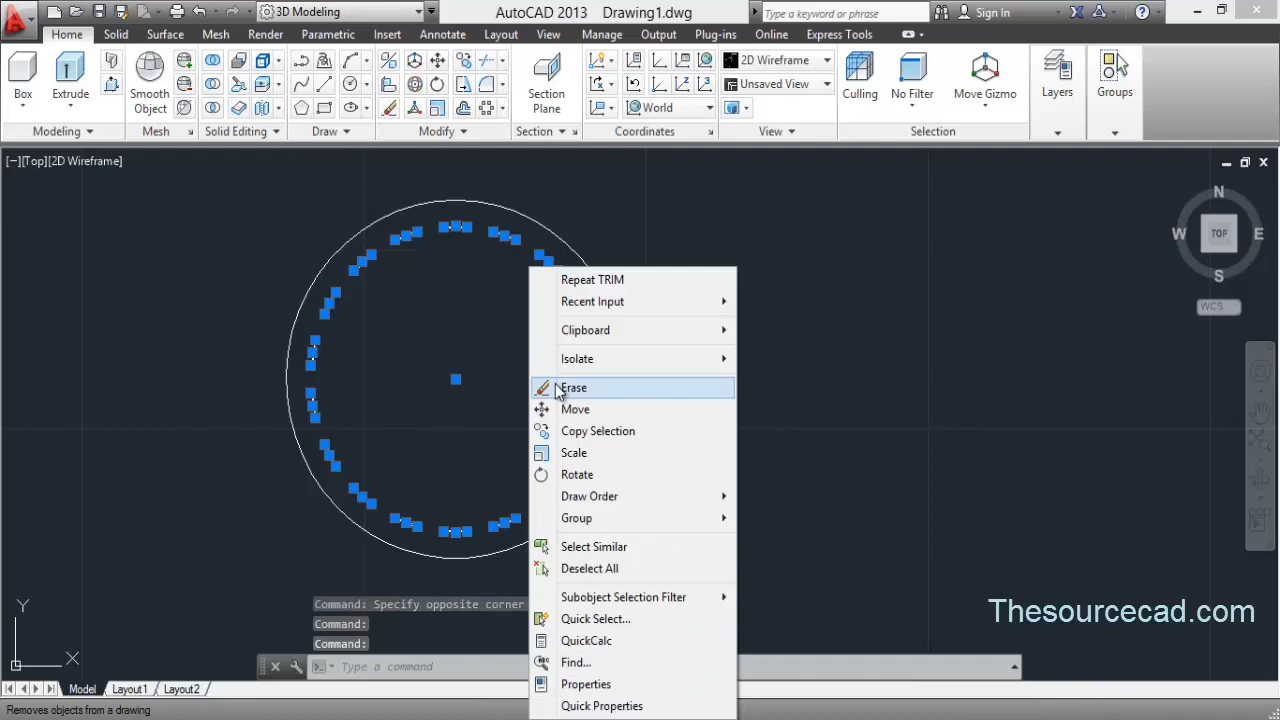 3D Modeling
AutoCAD 2013 Drawing1.dwg
Type a keyword or phrase
Sign In
Home Solid Surface Mesh Render Parametric Insert Annotate Layout View Manage Output Plug-ins Online Express Tools
Box
Extrude
Smooth
Object
Section
Plane
World
2D Wireframe
Unsaved View
Culling
No Filter
Move Gizmo
Layers
Groups
Modeling Mesh Solid Editing Draw Modify Section Coordinates View Selection
[−][Top][2D Wireframe]
N
W TOP E
S
WCS
Repeat TRIM
Recent Input
Clipboard
Isolate
Erase
Move
Copy Selection
Scale
Rotate
Draw Order
Group
Select Similar
Deselect All
Subobject Selection Filter
Quick Select...
QuickCalc
Find...
Properties
Quick Properties
Y
X
Command: Specify opposite corner
Command:
Command:
Type a command
Thesourcecad.com
Model Layout1 Layout2
Removes objects from a drawing